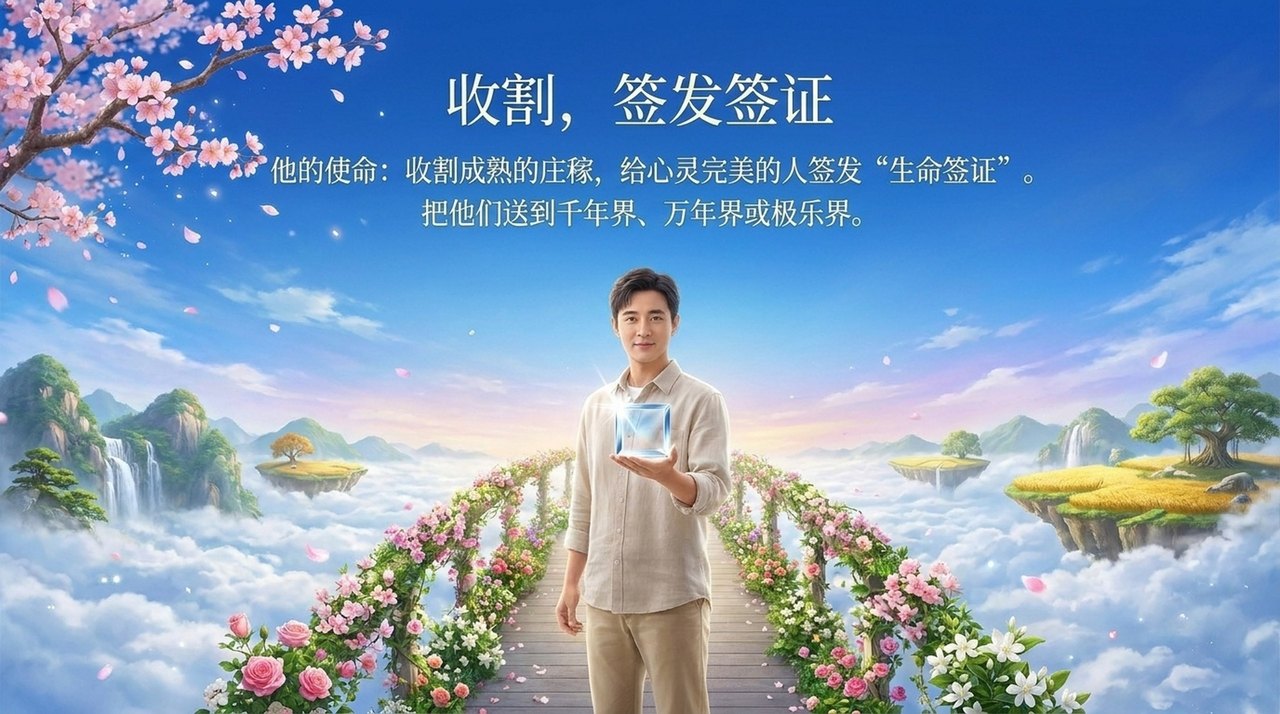 收割，签发签证
他的使命：收割成熟的庄稼，给心灵完美的人签发“生命签证”。
把他们送到千年界、万年界或极乐界。